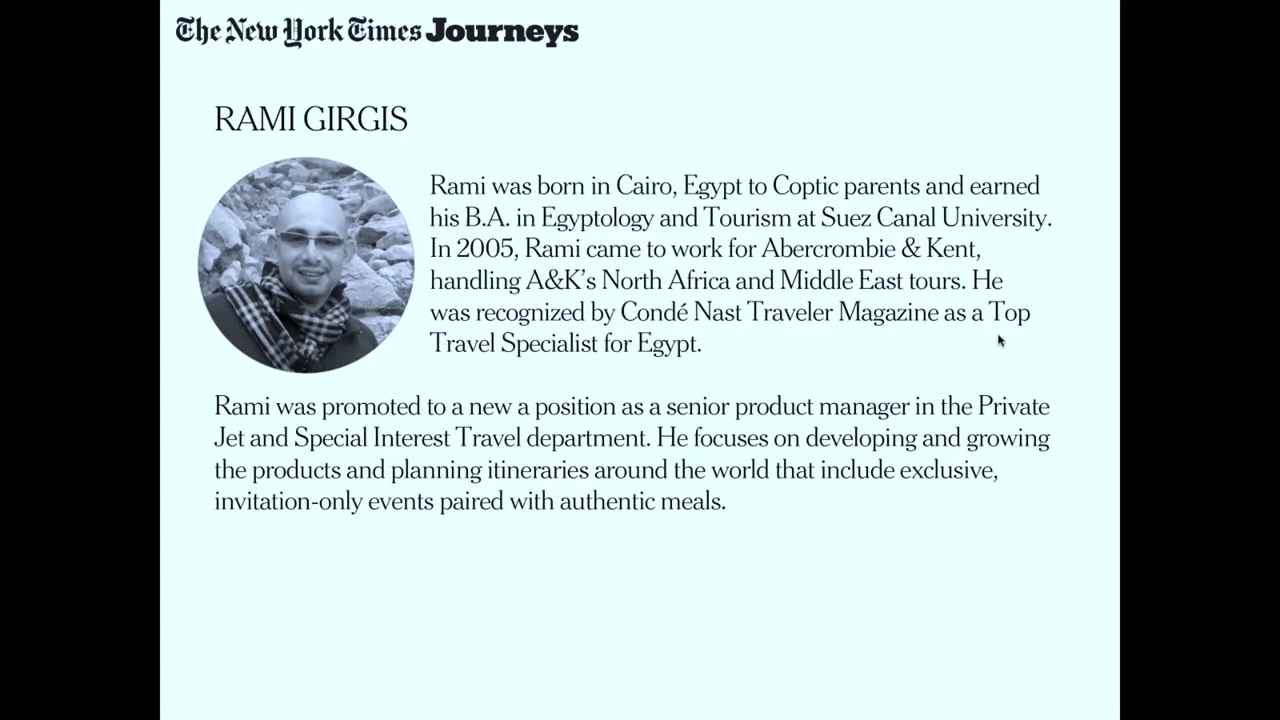 The New York Times Journeys
RAMI GIRGIS
Rami was born in Cairo, Egypt to Coptic parents and earned
his B.A. in Egyptology and Tourism at Suez Canal University.
In 2005, Rami came to work for Abercrombie & Kent,
handling A&K’s North Africa and Middle East tours. He
was recognized by Condé Nast Traveler Magazine as a Top
Travel Specialist for Egypt.
Rami was promoted to a new a position as a senior product manager in the Private
Jet and Special Interest Travel department. He focuses on developing and growing
the products and planning itineraries around the world that include exclusive,
invitation-only events paired with authentic meals.